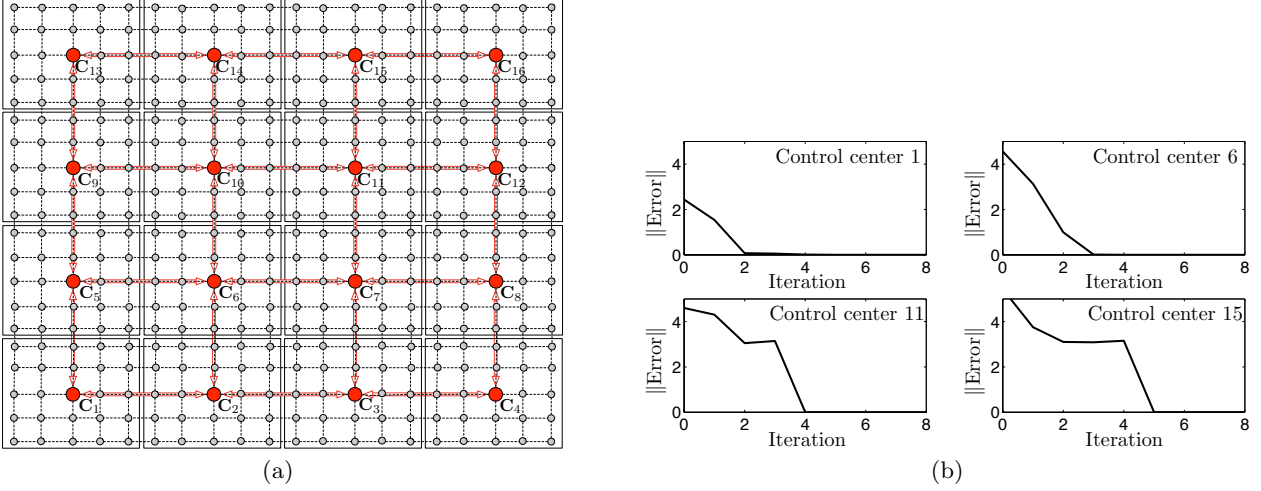 C13 C14 C15 C16
C9 C10 C11 C12
C5 C6 C7 C8
C1 C2 C3 C4
(a)
Control center 1
‖Error‖
4
2
0
0 2 4 6 8
Iteration
Control center 6
‖Error‖
4
2
0
0 2 4 6 8
Iteration
Control center 11
‖Error‖
4
2
0
0 2 4 6 8
Iteration
Control center 15
‖Error‖
4
2
0
0 2 4 6 8
Iteration
(b)